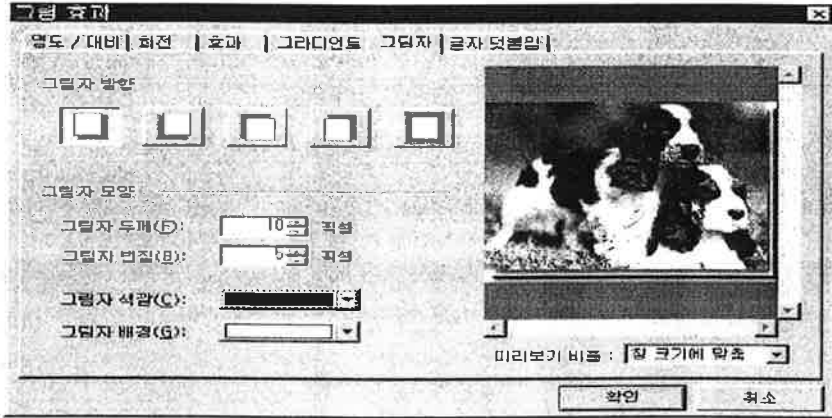 그림 효과
명도 / 대비 회전 효과 그라디언트 그림자 글자 덧붙임
그림자 방향
그림자 모양
그림자 두께(F): 10 픽셀
그림자 번짐(B): 5 픽셀
그림자 색깔(C):
그림자 배경(G):
미리보기 비율 : 창 크기에 맞춤
확인 취소